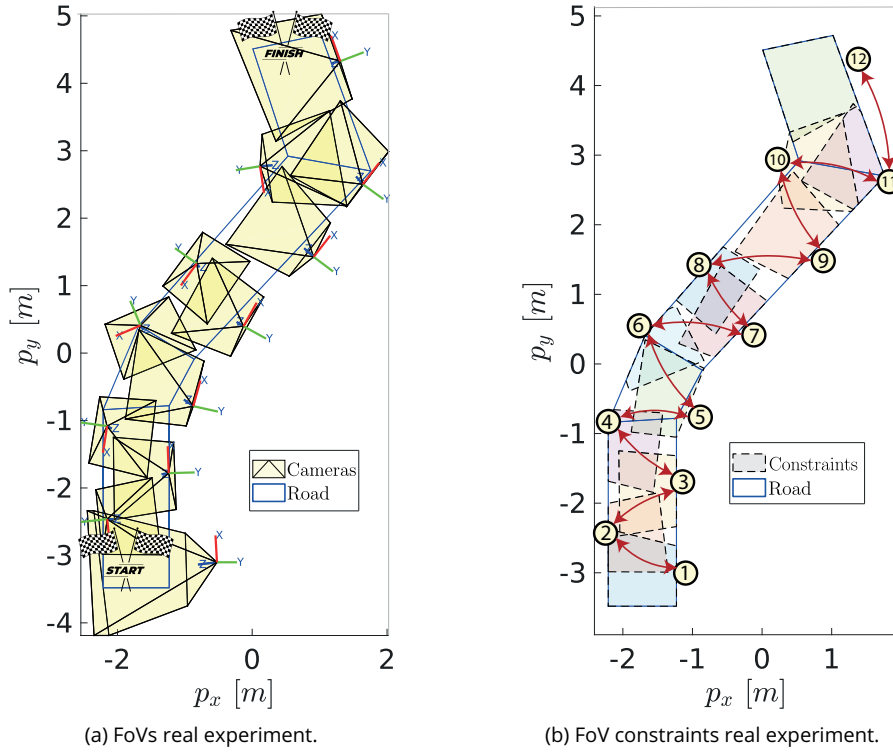 5
4
3
2
1
0
-1
-2
-3
-4
p_y [m]
-2
0
2
p_x [m]
FINISH
START
Cameras
Road
X
Y
Z
(a) FoVs real experiment.
5
4
3
2
1
0
-1
-2
-3
p_y [m]
-2
-1
0
1
p_x [m]
12
10
11
8
9
6
7
4
5
3
2
1
Constraints
Road
(b) FoV constraints real experiment.